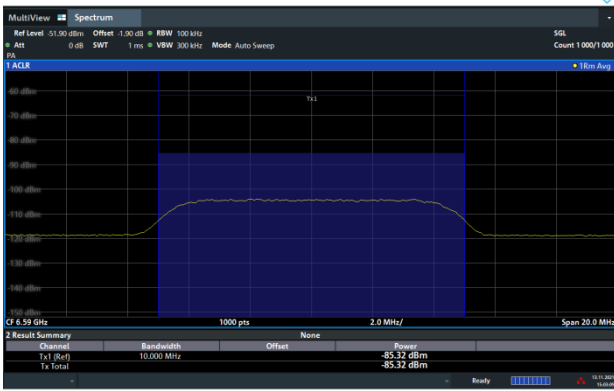 MultiView Spectrum
Ref Level -51.90 dBm Offset -1.90 dB RBW 100 kHz SGL
Att 0 dB SWT 1 ms VBW 300 kHz Mode Auto Sweep Count 1000/1000
PA
1 ACLR 1Rm Avg
-60 dBm
Tx1
-70 dBm
-80 dBm
-90 dBm
-100 dBm
-110 dBm
-120 dBm
-130 dBm
-140 dBm
-150 dBm
CF 6.59 GHz 1000 pts 2.0 MHz/ Span 20.0 MHz
2 Result Summary None
Channel Bandwidth Offset Power
Tx1 (Ref) 10.000 MHz -85.32 dBm
Tx Total -85.32 dBm
Ready